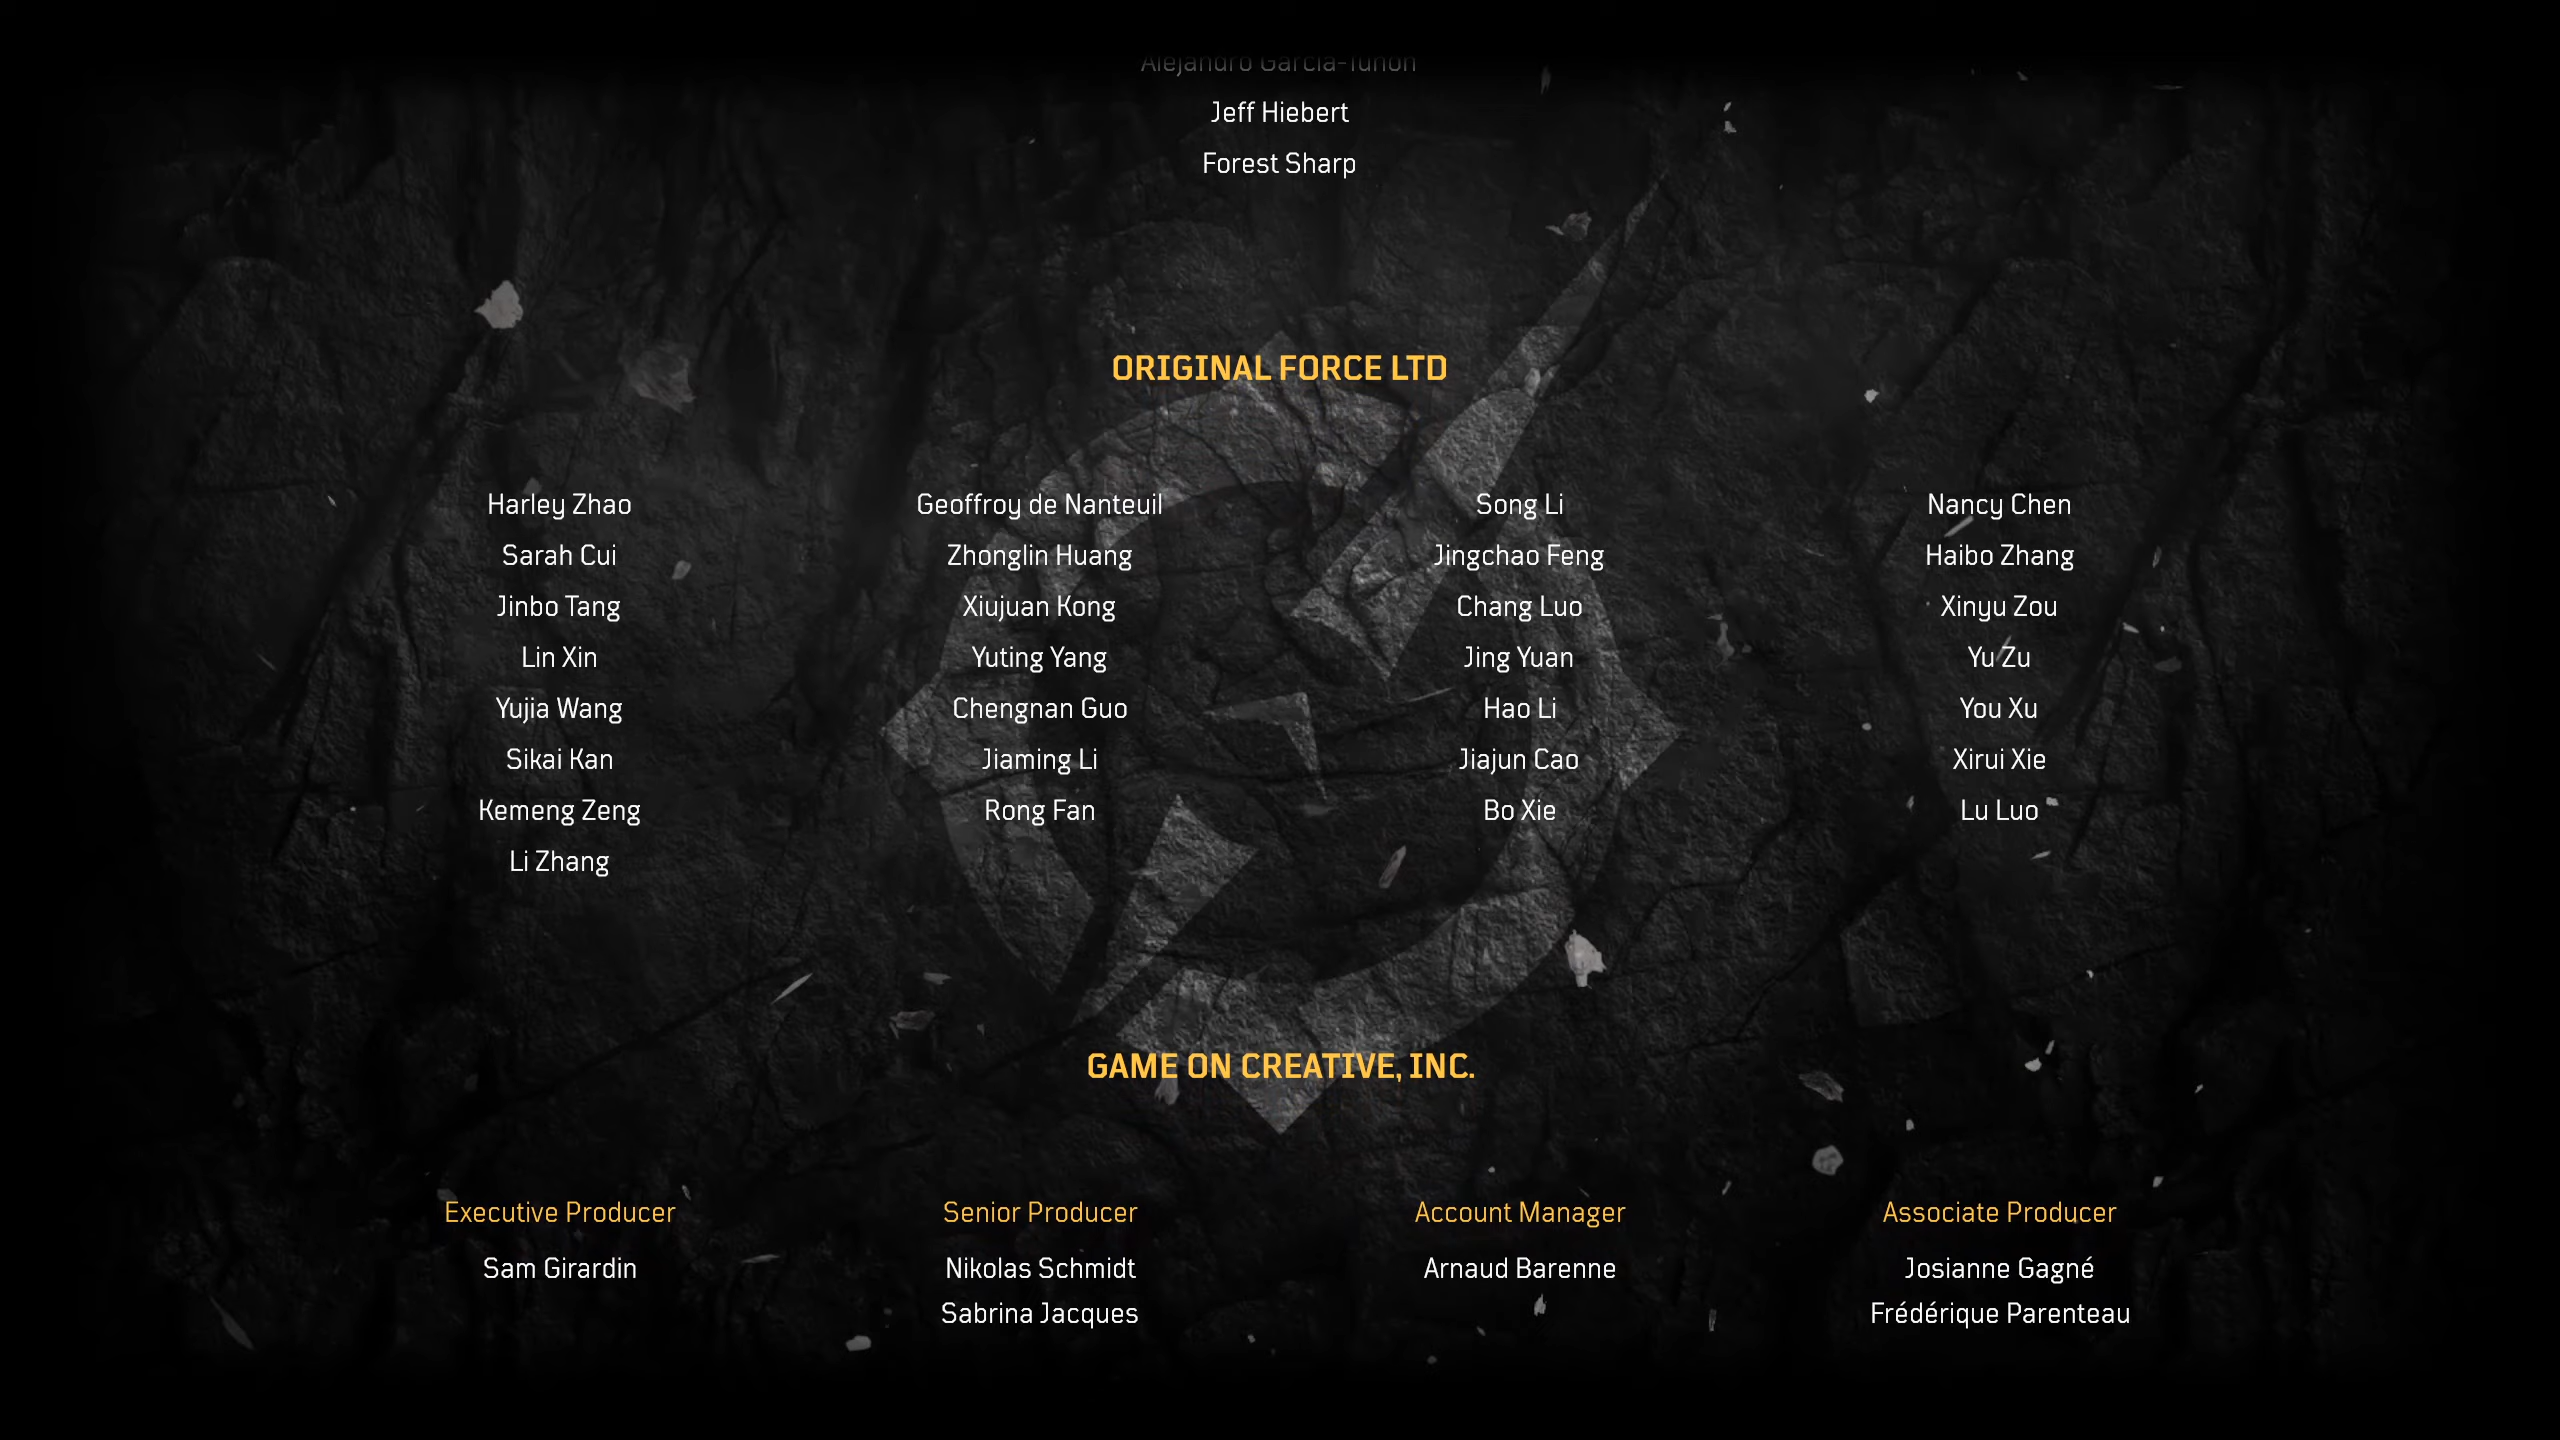 Alejandro Garcia-Tunon
Jeff Hiebert
Forest Sharp
ORIGINAL FORCE LTD
Harley Zhao Geoffroy de Nanteuil Song Li Nancy Chen
Sarah Cui Zhonglin Huang Jingchao Feng Haibo Zhang
Jinbo Tang Xiujuan Kong Chang Luo Xinyu Zou
Lin Xin Yuting Yang Jing Yuan Yu Zu
Yujia Wang Chengnan Guo Hao Li You Xu
Sikai Kan Jiaming Li Jiajun Cao Xirui Xie
Kemeng Zeng Rong Fan Bo Xie Lu Luo
Li Zhang
GAME ON CREATIVE, INC.
Executive Producer Senior Producer Account Manager Associate Producer
Sam Girardin Nikolas Schmidt Arnaud Barenne Josianne Gagné
Sabrina Jacques Frédérique Parenteau